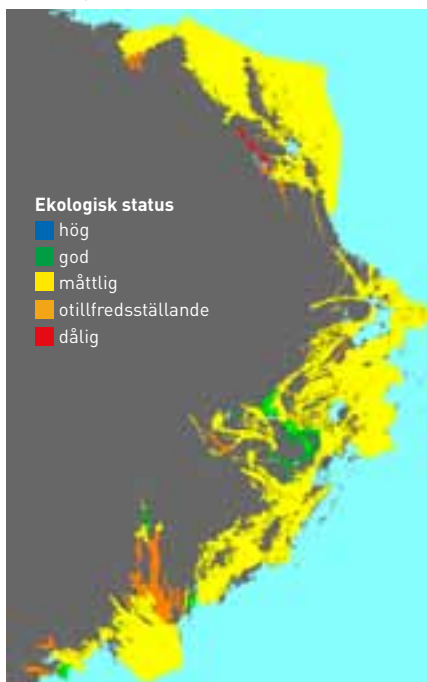 Ekologisk status
hög
god
måttlig
otillfredsställande
dålig